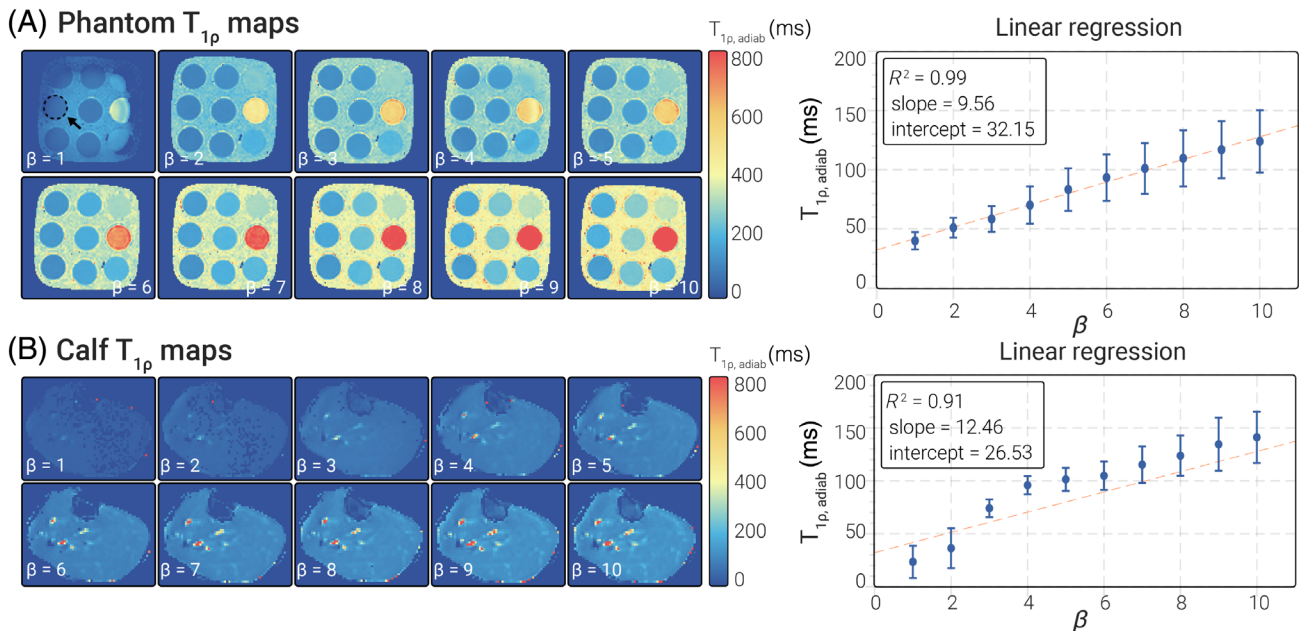 (A) Phantom T1ρ maps
T1ρ, adiab (ms)
β = 1
β = 2
β = 3
β = 4
β = 5
β = 6
β = 7
β = 8
β = 9
β = 10
800
600
400
200
0
Linear regression
R² = 0.99
slope = 9.56
intercept = 32.15
T1ρ, adiab (ms)
200
150
100
50
0
0 2 4 6 8 10
β
(B) Calf T1ρ maps
T1ρ, adiab (ms)
β = 1
β = 2
β = 3
β = 4
β = 5
β = 6
β = 7
β = 8
β = 9
β = 10
800
600
400
200
0
Linear regression
R² = 0.91
slope = 12.46
intercept = 26.53
T1ρ, adiab (ms)
200
150
100
50
0
0 2 4 6 8 10
β